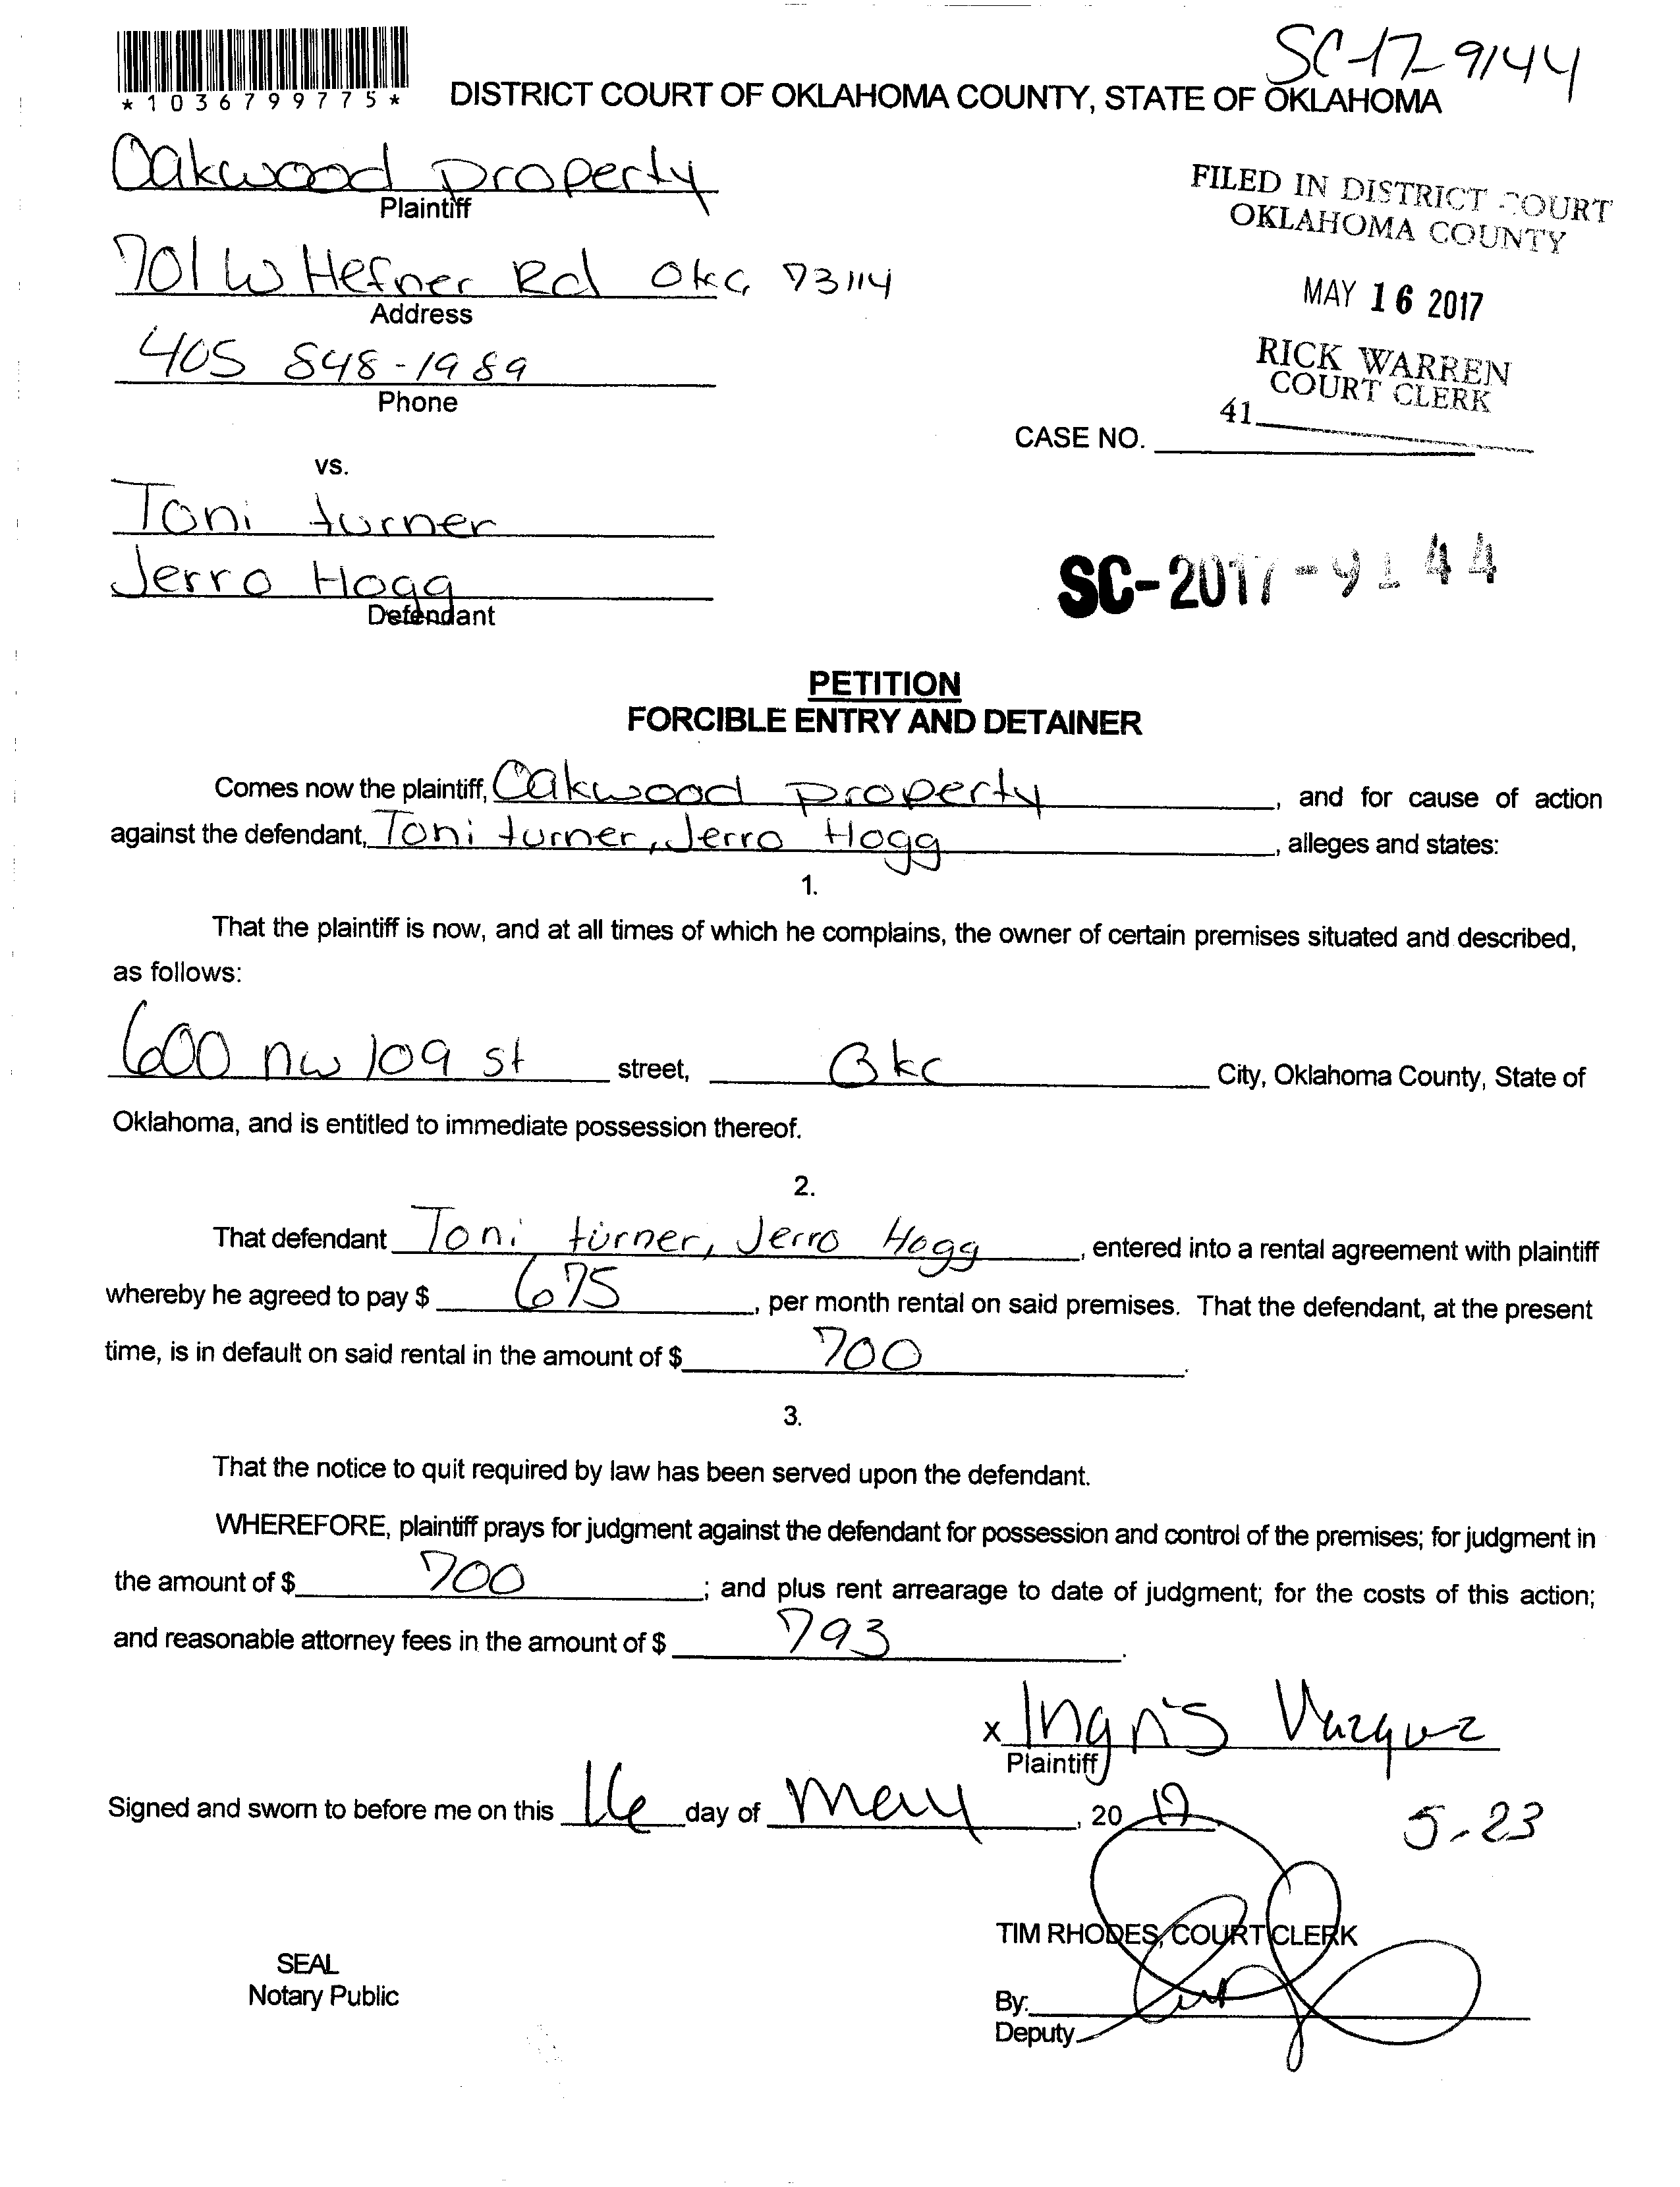 SC-17-9144
*1036799775*
DISTRICT COURT OF OKLAHOMA COUNTY, STATE OF OKLAHOMA
Oakwood property
Plaintiff
FILED IN DISTRICT COURT
OKLAHOMA COUNTY
701 W Hefner Rd Okc, 73114
Address
MAY 16 2017
405 848-1989
Phone
RICK WARREN
COURT CLERK
41
CASE NO.
vs.
Toni turner
Jerro Hogg
Defendant
SC-2017-9144
PETITION
FORCIBLE ENTRY AND DETAINER
Comes now the plaintiff, Oakwood property, and for cause of action
against the defendant, Toni turner, Jerro Hogg, alleges and states:
1.
That the plaintiff is now, and at all times of which he complains, the owner of certain premises situated and described,
as follows:
600 nw 109 st street, Okc City, Oklahoma County, State of
Oklahoma, and is entitled to immediate possession thereof.
2.
That defendant Toni turner, Jerro Hogg, entered into a rental agreement with plaintiff
whereby he agreed to pay $ 675, per month rental on said premises. That the defendant, at the present
time, is in default on said rental in the amount of $ 700.
3.
That the notice to quit required by law has been served upon the defendant.
WHEREFORE, plaintiff prays for judgment against the defendant for possession and control of the premises; for judgment in
the amount of $ 700; and plus rent arrearage to date of judgment; for the costs of this action;
and reasonable attorney fees in the amount of $ 793.
x Ingris Vazquez
Plaintiff
Signed and sworn to before me on this 16 day of May, 20 17
5-23
TIM RHODES, COURT CLERK
SEAL
Notary Public
By:
Deputy